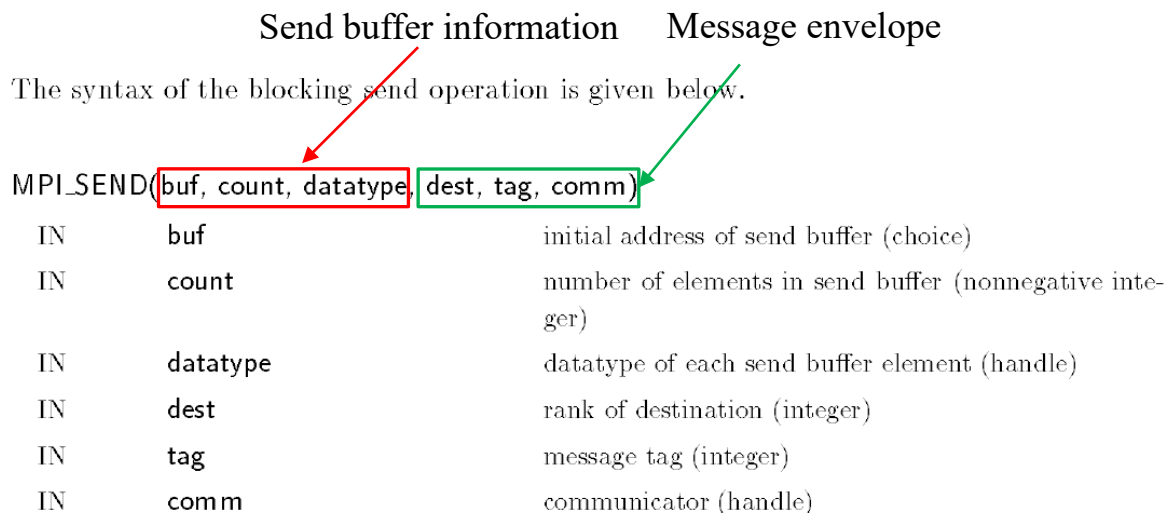 Send buffer information Message envelope
The syntax of the blocking send operation is given below.
MPI_SEND(buf, count, datatype, dest, tag, comm)
IN buf initial address of send buffer (choice)
IN count number of elements in send buffer (nonnegative inte-
ger)
IN datatype datatype of each send buffer element (handle)
IN dest rank of destination (integer)
IN tag message tag (integer)
IN comm communicator (handle)